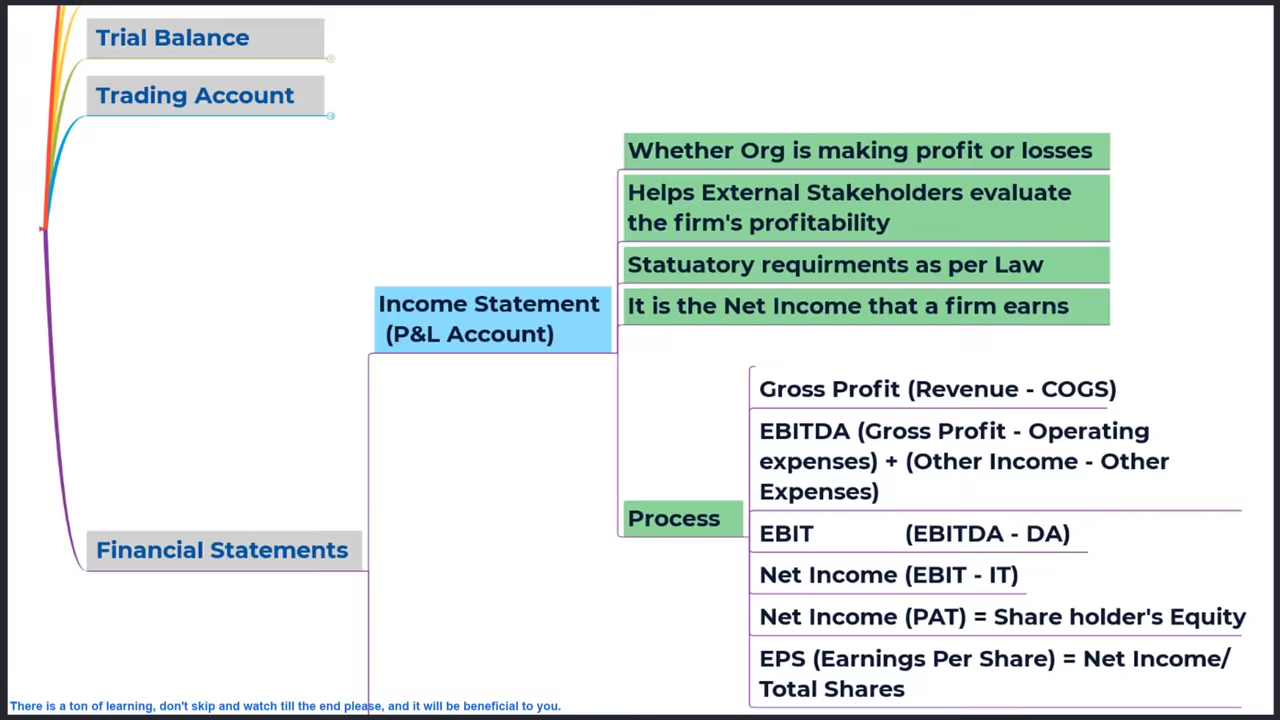 Trial Balance
Trading Account
Whether Org is making profit or losses
Helps External Stakeholders evaluate
the firm's profitability
Statuatory requirments as per Law
It is the Net Income that a firm earns
Income Statement
(P&L Account)
Gross Profit (Revenue - COGS)
EBITDA (Gross Profit - Operating
expenses) + (Other Income - Other
Expenses)
Process
EBIT (EBITDA - DA)
Financial Statements
Net Income (EBIT - IT)
Net Income (PAT) = Share holder's Equity
EPS (Earnings Per Share) = Net Income/
Total Shares
There is a ton of learning, don't skip and watch till the end please, and it will be beneficial to you.